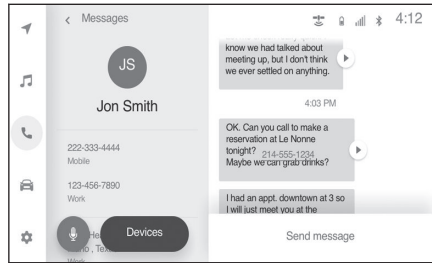 Messages
4:12
JS
Jon Smith
222-333-4444
Mobile
123-456-7890
Work
Devices
know we had talked about
meeting up, but I don't think
we ever settled on anything.
4:03 PM
OK. Can you call to make a
reservation at Le Nonne
tonight? 214-555-1234
Maybe we can grab drinks?
I had an appt. downtown at 3 so
I will just meet you at the
Send message